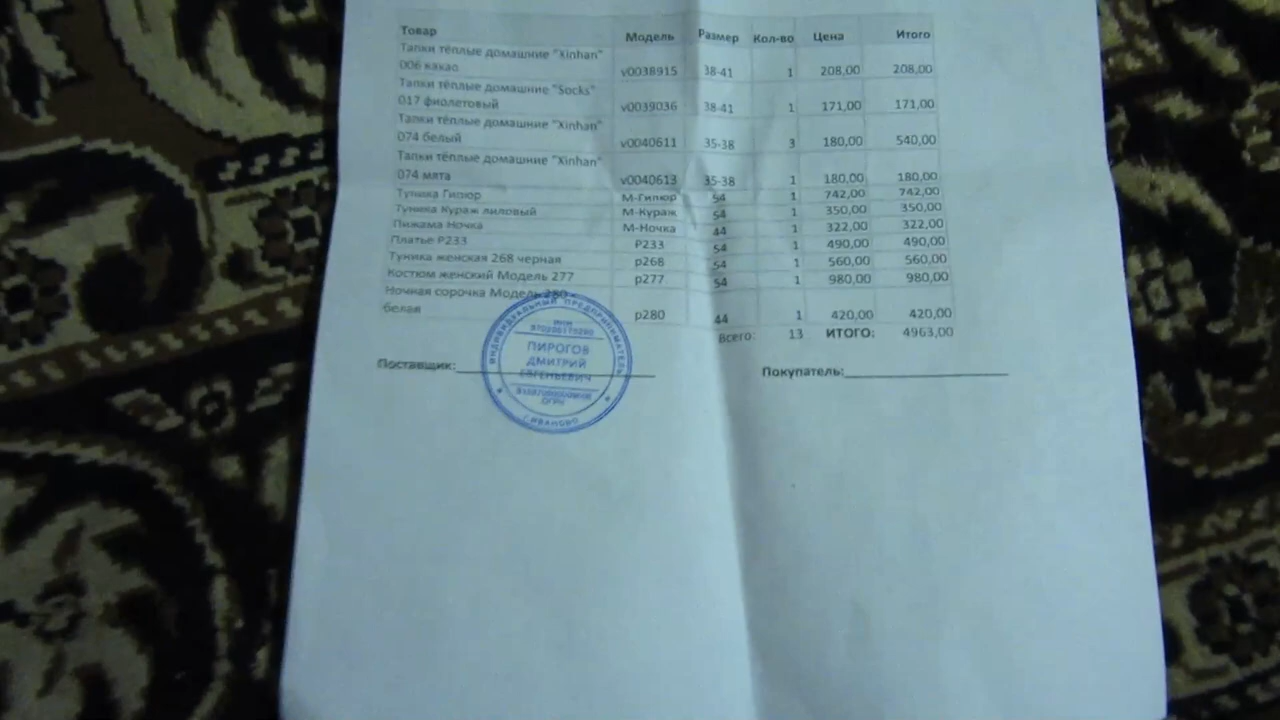 Товар Модель Размер Кол-во Цена Итого
Тапки тёплые домашние "Xinhan"
006 какао v0038915 38-41 1 208,00 208,00
Тапки тёплые домашние "Socks"
017 фиолетовый v0039036 38-41 1 171,00 171,00
Тапки тёплые домашние "Xinhan"
074 белый v0040611 35-38 3 180,00 540,00
Тапки тёплые домашние "Xinhan"
074 мята v0040613 35-38 1 180,00 180,00
Туника Гипюр М-Гипюр 54 1 742,00 742,00
Туника Кураж лиловый М-Кураж 54 1 350,00 350,00
Пижама Ночка М-Ночка 44 1 322,00 322,00
Платье Р233 Р233 54 1 490,00 490,00
Туника женская 268 черная р268 54 1 560,00 560,00
Костюм женский Модель 277 р277 54 1 980,00 980,00
Ночная сорочка Модель 280
белая р280 44 1 420,00 420,00
Всего: 13 ИТОГО: 4963,00
Поставщик: Покупатель:
ИНДИВИДУАЛЬНЫЙ ПРЕДПРИНИМАТЕЛЬ
ИНН
ПИРОГОВ
ДМИТРИЙ
ЕВГЕНЬЕВИЧ
ОГРН
Г.ИВАНОВО